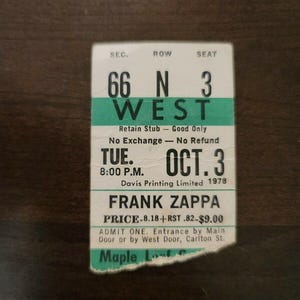 SEC. ROW SEAT
66 N 3
WEST
Retain Stub — Good Only
No Exchange — No Refund
TUE. OCT. 3
8:00 P.M.
Davis Printing Limited 1978
FRANK ZAPPA
PRICE-8.18+RST .82-$9.00
ADMIT ONE. Entrance by Main
Door or by West Door, Carlton St.
Maple